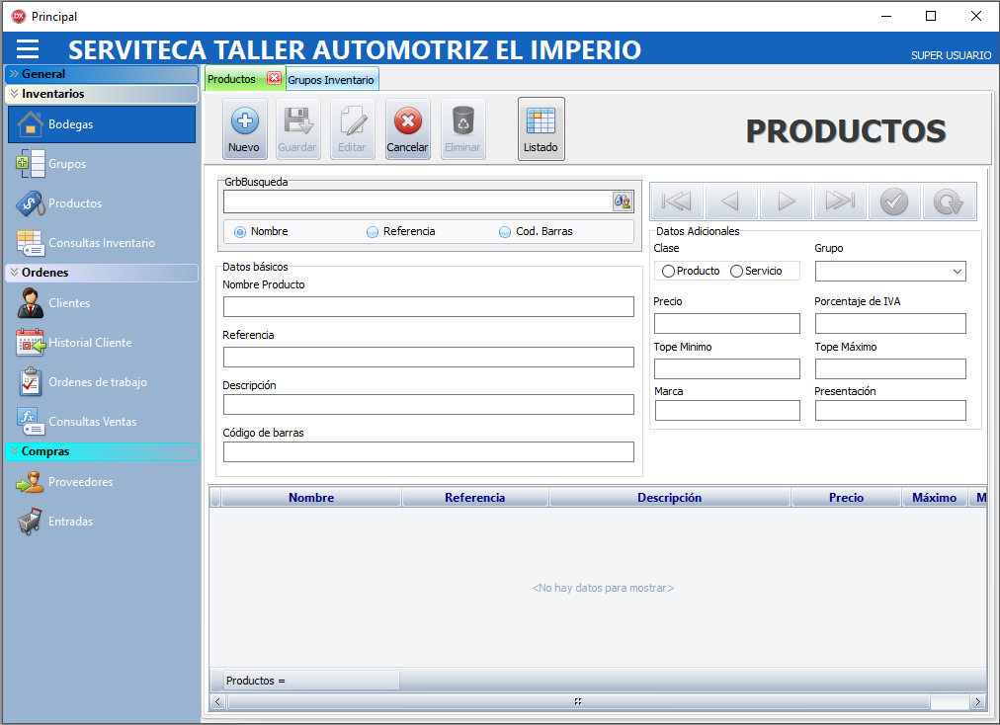 DX Principal
SERVITECA TALLER AUTOMOTRIZ EL IMPERIO
SUPER USUARIO
General
Inventarios
Bodegas
Grupos
Productos
Consultas Inventario
Ordenes
Clientes
Historial Cliente
Ordenes de trabajo
Consultas Ventas
Compras
Proveedores
Entradas
Productos Grupos Inventario
Nuevo Guardar Editar Cancelar Eliminar Listado
PRODUCTOS
GrbBusqueda
Nombre Referencia Cod. Barras
Datos básicos
Nombre Producto
Referencia
Descripción
Código de barras
Datos Adicionales
Clase Grupo
Producto Servicio
Precio Porcentaje de IVA
Tope Minimo Tope Máximo
Marca Presentación
Nombre Referencia Descripción Precio Máximo M
<No hay datos para mostrar>
Productos =